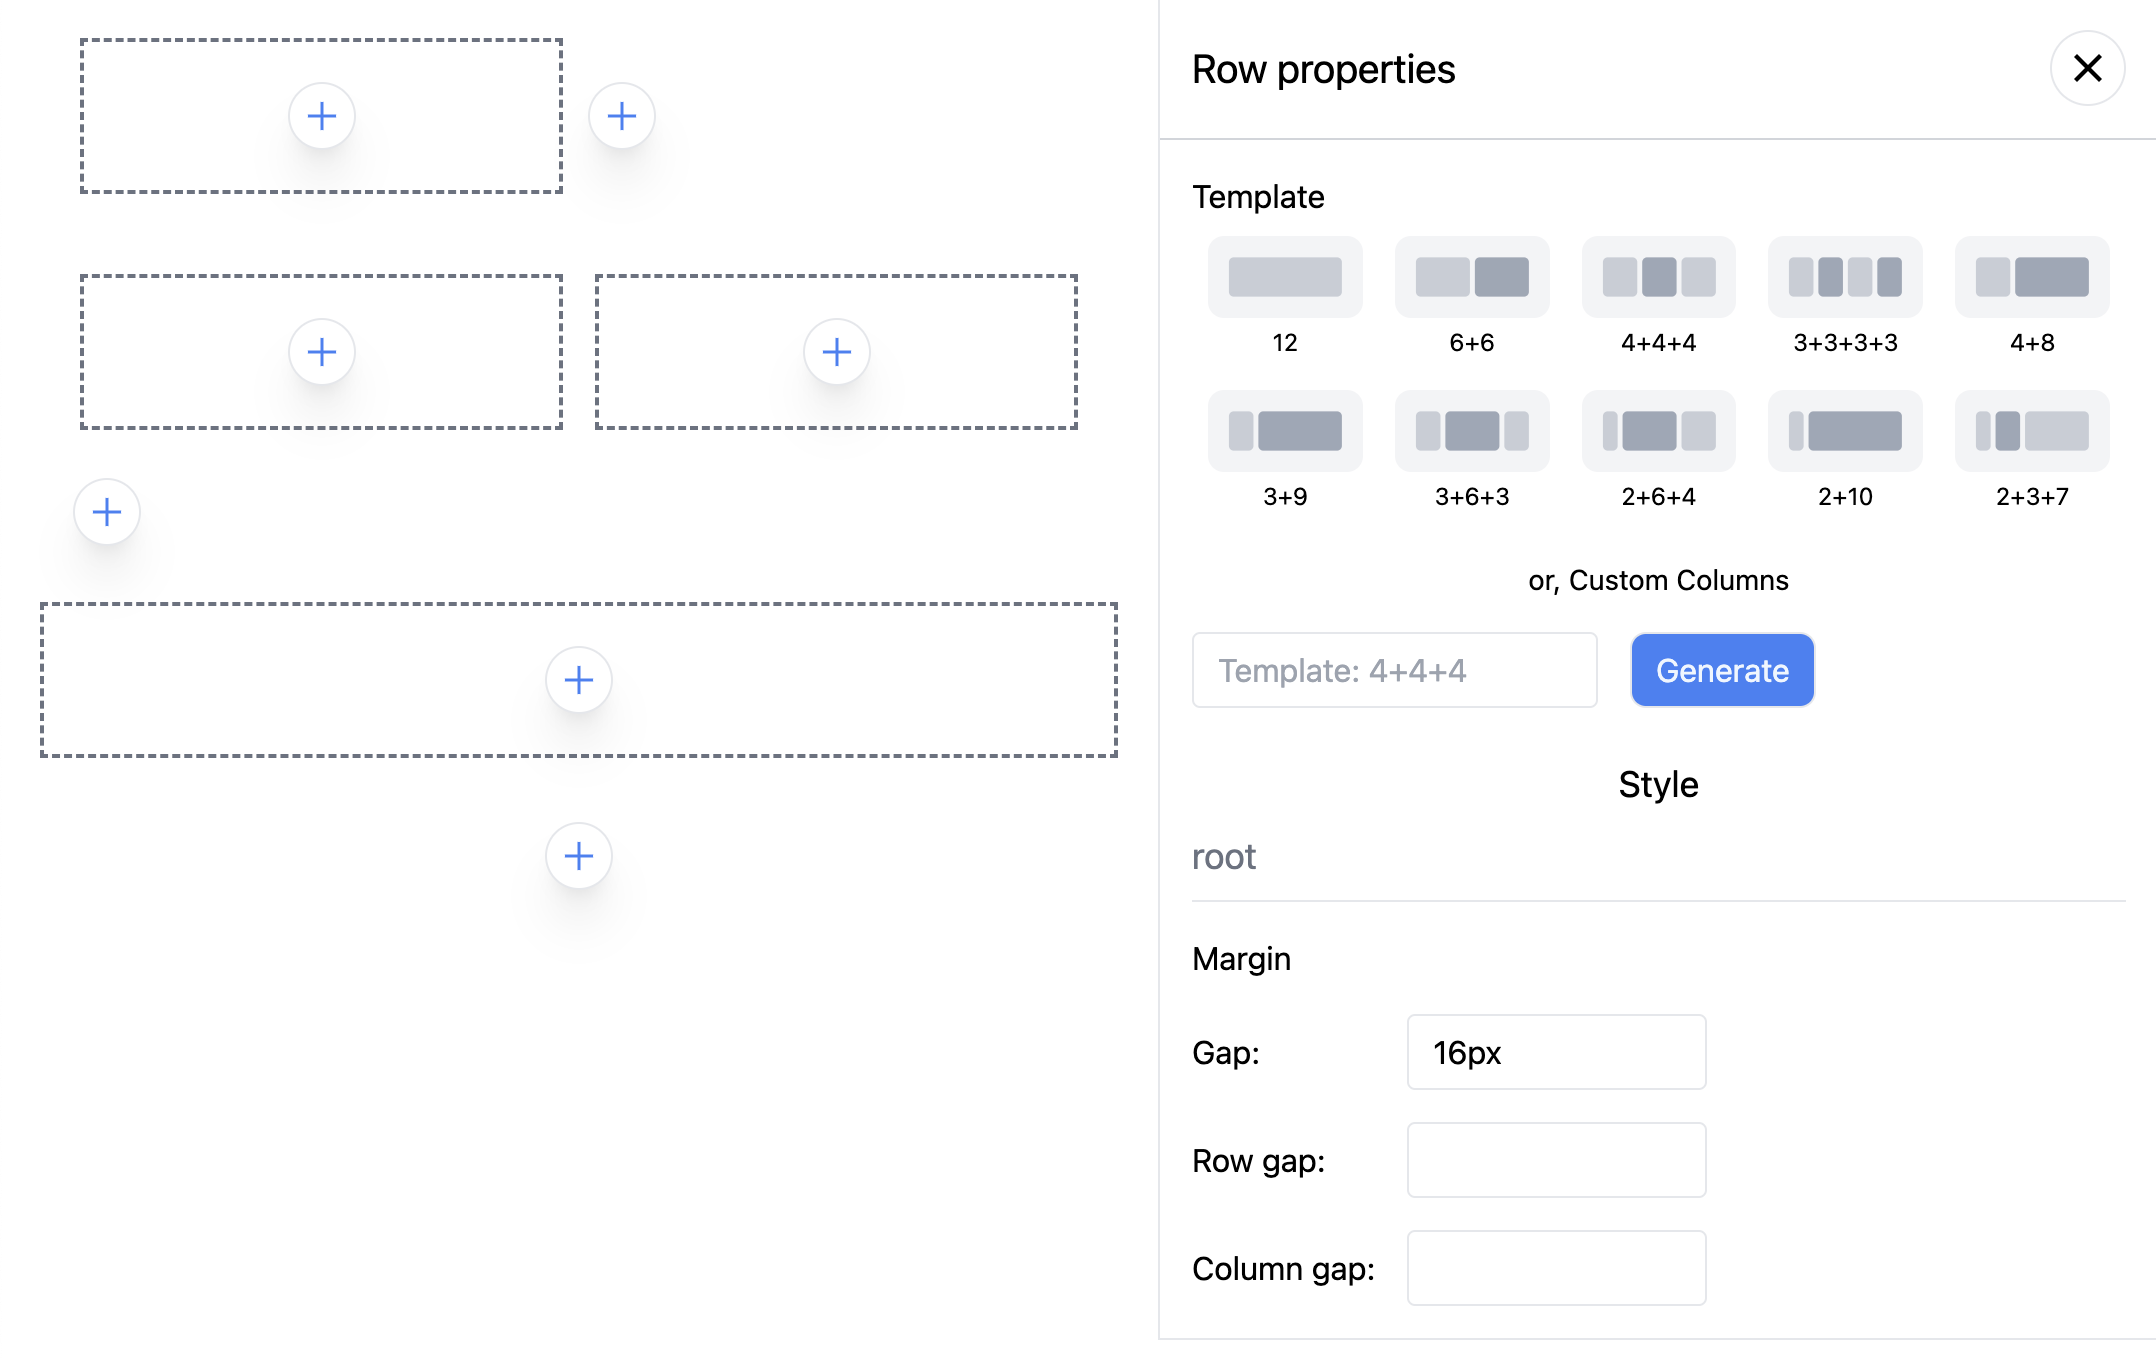 Row properties
Template
12 6+6 4+4+4 3+3+3+3 4+8
3+9 3+6+3 2+6+4 2+10 2+3+7
or, Custom Columns
Template: 4+4+4 Generate
Style
root
Margin
Gap: 16px
Row gap:
Column gap: